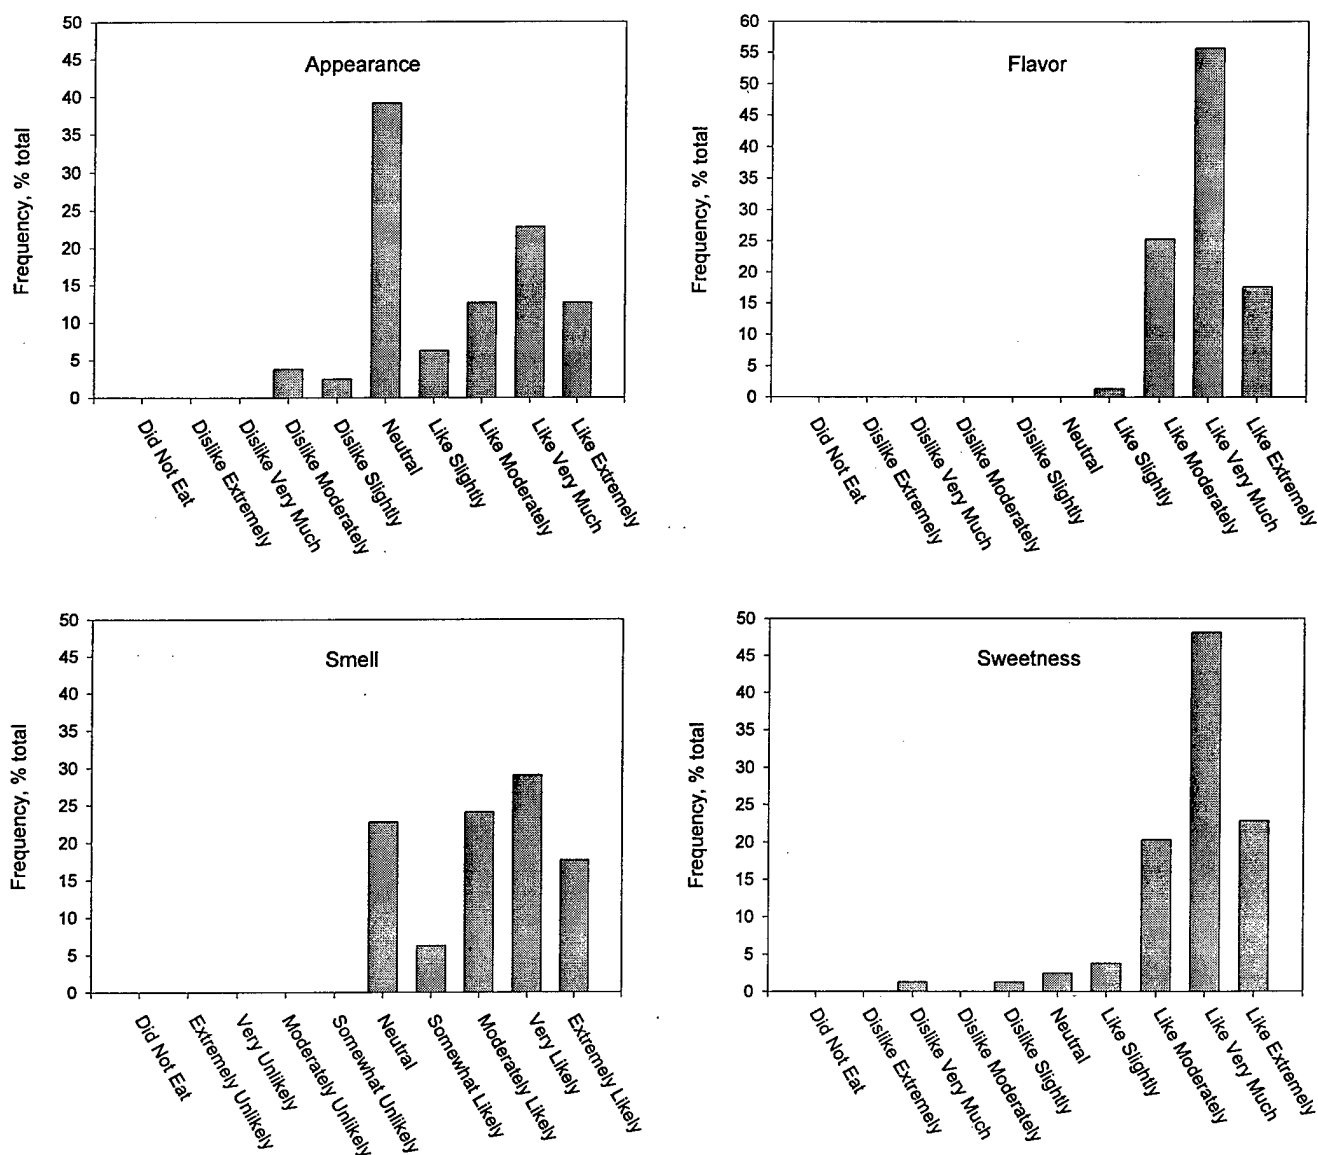 Appearance
Frequency, % total
50
45
40
35
30
25
20
15
10
5
0
Did Not Eat
Dislike Extremely
Dislike Very Much
Dislike Moderately
Dislike Slightly
Neutral
Like Slightly
Like Moderately
Like Very Much
Like Extremely
Flavor
Frequency, % total
60
55
50
45
40
35
30
25
20
15
10
5
0
Did Not Eat
Dislike Extremely
Dislike Very Much
Dislike Moderately
Dislike Slightly
Neutral
Like Slightly
Like Moderately
Like Very Much
Like Extremely
Smell
Frequency, % total
50
45
40
35
30
25
20
15
10
5
0
Did Not Eat
Extremely Unlikely
Very Unlikely
Moderately Unlikely
Somewhat Unlikely
Neutral
Somewhat Likely
Moderately Likely
Very Likely
Extremely Likely
Sweetness
Frequency, % total
50
45
40
35
30
25
20
15
10
5
0
Did Not Eat
Dislike Extremely
Dislike Very Much
Dislike Moderately
Dislike Slightly
Neutral
Like Slightly
Like Moderately
Like Very Much
Like Extremely